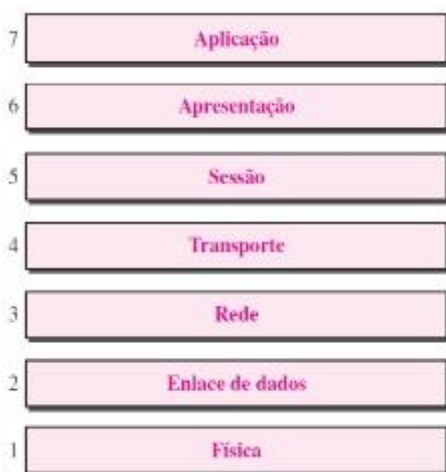 7 Aplicação
6 Apresentação
5 Sessão
4 Transporte
3 Rede
2 Enlace de dados
1 Física